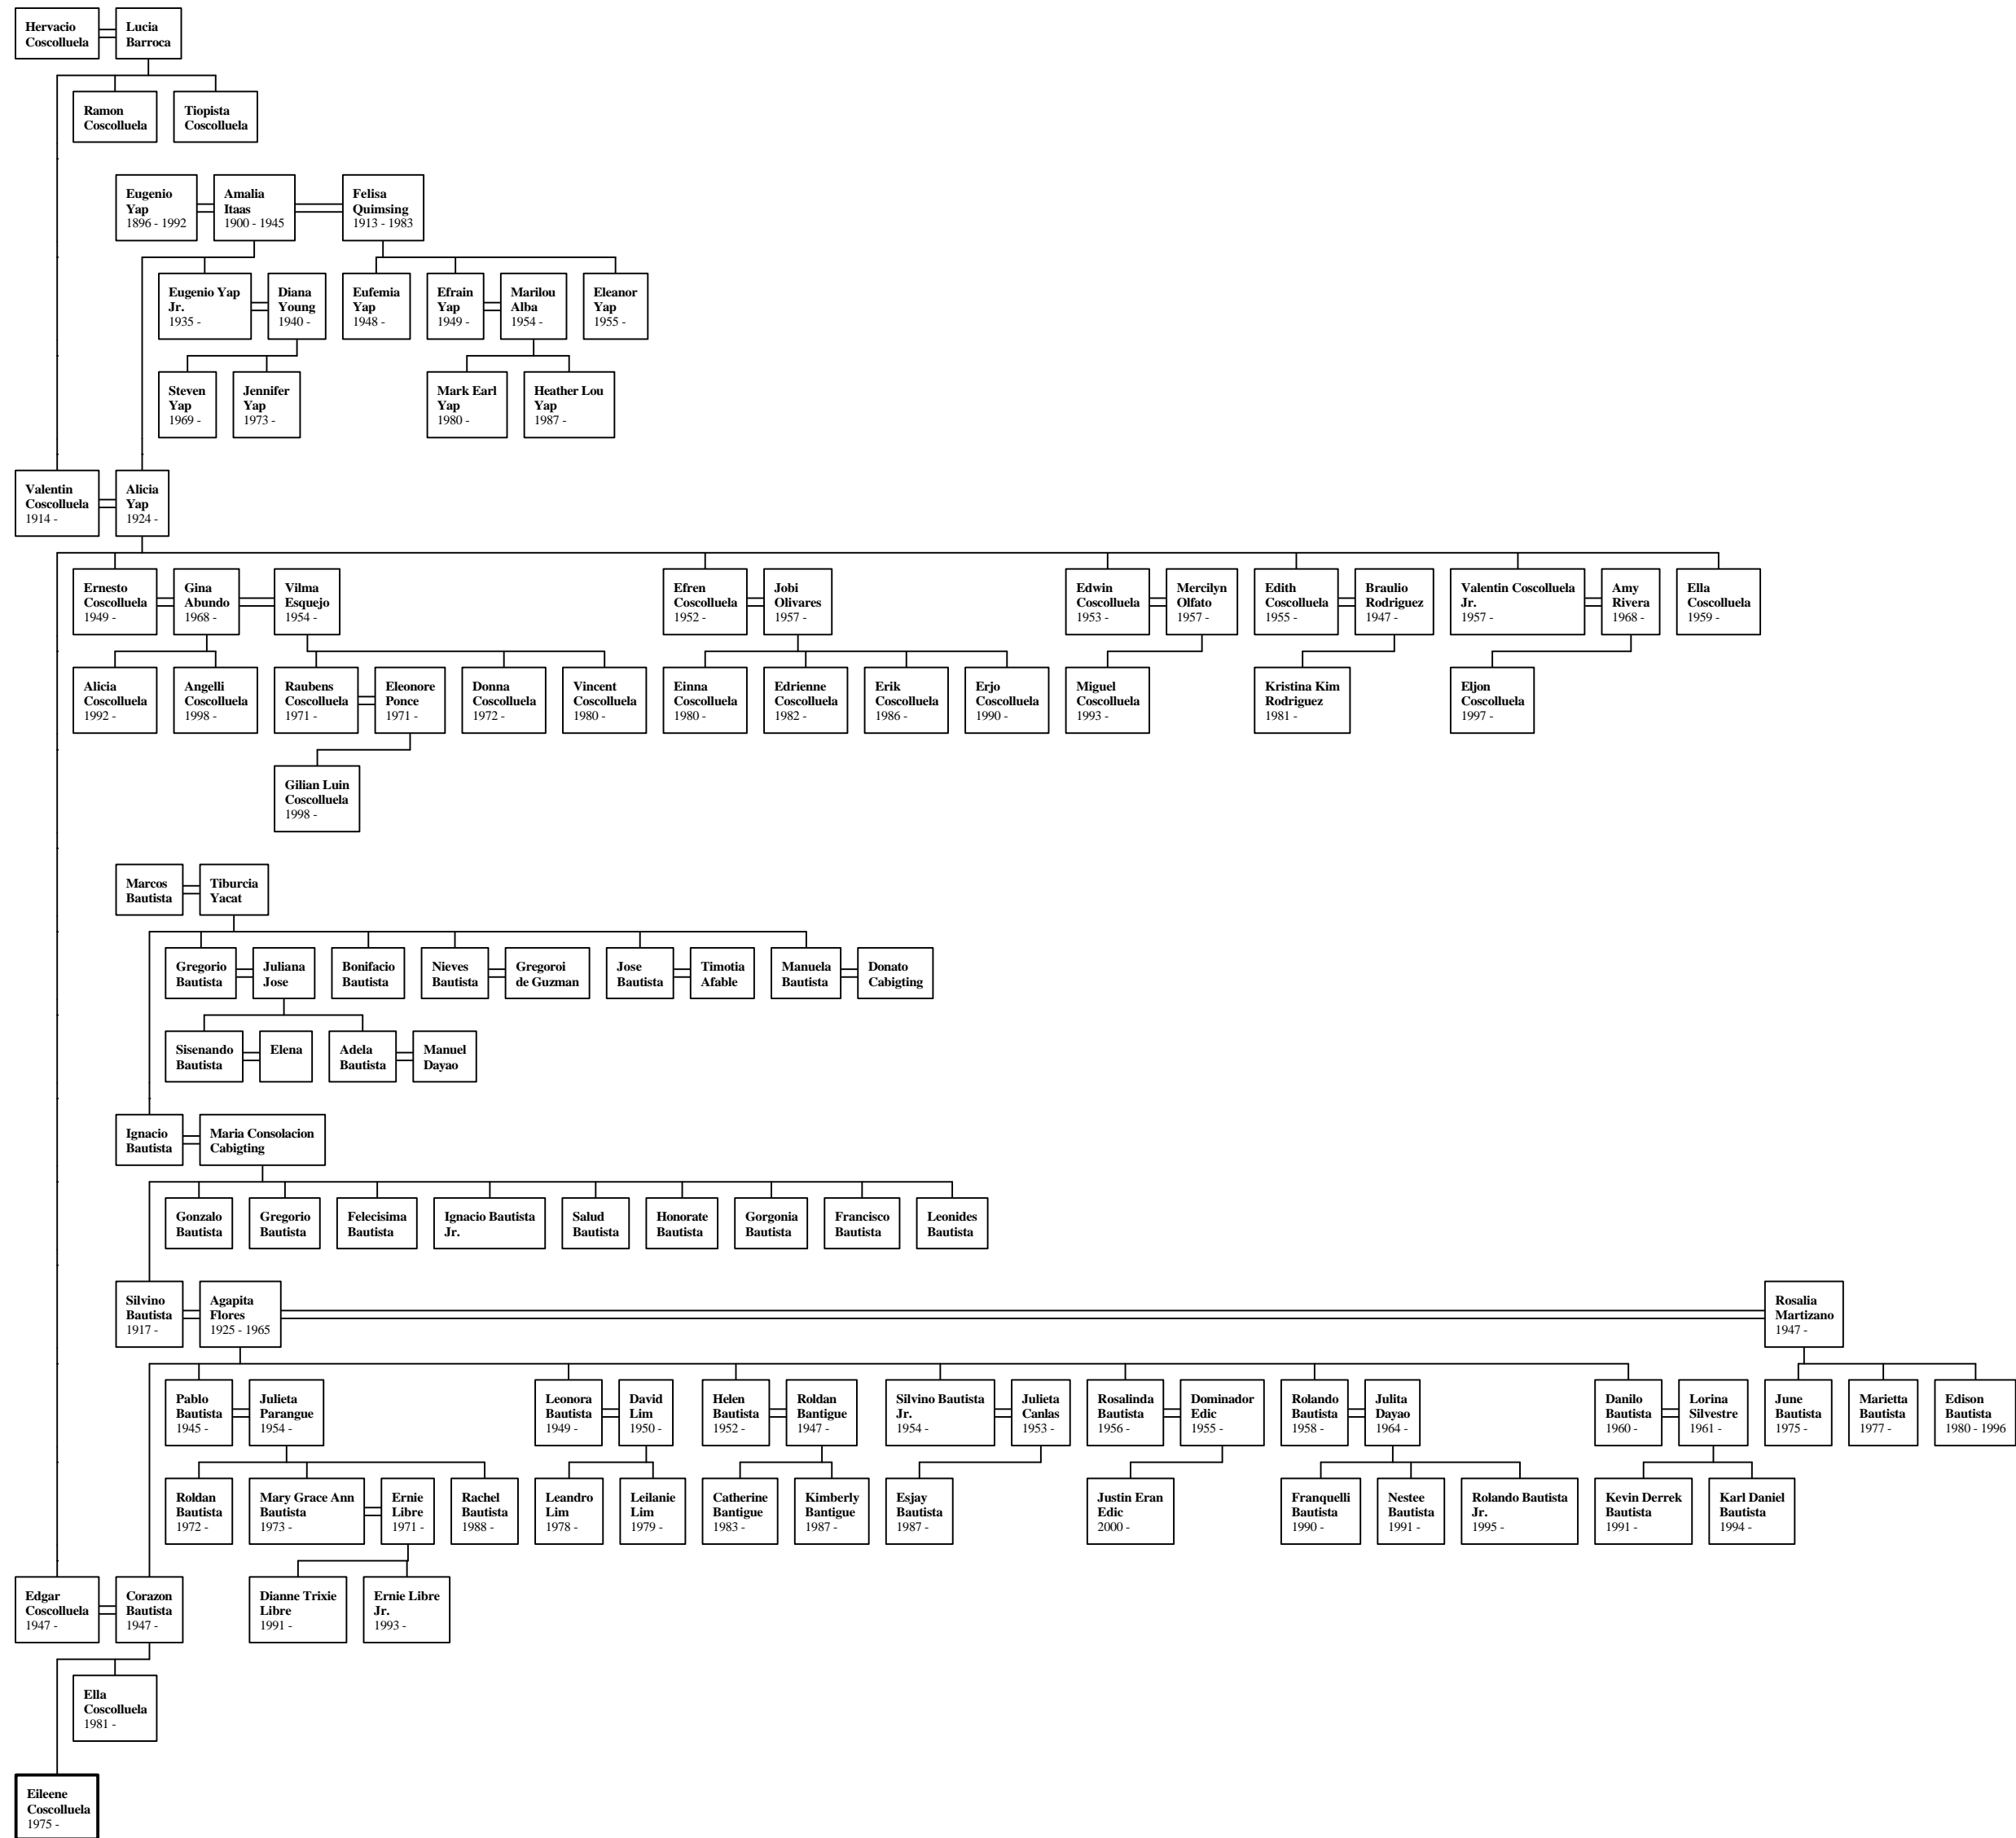 Hervacio
Coscolluela
Lucia
Barroca
Ramon
Coscolluela
Tiopista
Coscolluela
Eugenio
Yap
1896 - 1992
Amalia
Itaas
1900 - 1945
Felisa
Quimsing
1913 - 1983
Eugenio Yap
Jr.
1935 -
Diana
Young
1940 -
Eufemia
Yap
1948 -
Efrain
Yap
1949 -
Marilou
Alba
1954 -
Eleanor
Yap
1955 -
Steven
Yap
1969 -
Jennifer
Yap
1973 -
Mark Earl
Yap
1980 -
Heather Lou
Yap
1987 -
Valentin
Coscolluela
1914 -
Alicia
Yap
1924 -
Ernesto
Coscolluela
1949 -
Gina
Abundo
1968 -
Vilma
Esquejo
1954 -
Efren
Coscolluela
1952 -
Jobi
Olivares
1957 -
Edwin
Coscolluela
1953 -
Mercilyn
Olfato
1957 -
Edith
Coscolluela
1955 -
Braulio
Rodriguez
1947 -
Valentin Coscolluela
Jr.
1957 -
Amy
Rivera
1968 -
Ella
Coscolluela
1959 -
Alicia
Coscolluela
1992 -
Angelli
Coscolluela
1998 -
Raubens
Coscolluela
1971 -
Eleonore
Ponce
1971 -
Donna
Coscolluela
1972 -
Vincent
Coscolluela
1980 -
Einna
Coscolluela
1980 -
Edrienne
Coscolluela
1982 -
Erik
Coscolluela
1986 -
Erjo
Coscolluela
1990 -
Miguel
Coscolluela
1993 -
Kristina Kim
Rodriguez
1981 -
Eljon
Coscolluela
1997 -
Gilian Luin
Coscolluela
1998 -
Marcos
Bautista
Tiburcia
Yacat
Gregorio
Bautista
Juliana
Jose
Bonifacio
Bautista
Nieves
Bautista
Gregoroi
de Guzman
Jose
Bautista
Timotia
Afable
Manuela
Bautista
Donato
Cabigting
Sisenando
Bautista
Elena
Adela
Bautista
Manuel
Dayao
Ignacio
Bautista
Maria Consolacion
Cabigting
Gonzalo
Bautista
Gregorio
Bautista
Felecisima
Bautista
Ignacio Bautista
Jr.
Salud
Bautista
Honorate
Bautista
Gorgonia
Bautista
Francisco
Bautista
Leonides
Bautista
Silvino
Bautista
1917 -
Agapita
Flores
1925 - 1965
Rosalia
Martizano
1947 -
Pablo
Bautista
1945 -
Julieta
Parangue
1954 -
Leonora
Bautista
1949 -
David
Lim
1950 -
Helen
Bautista
1952 -
Roldan
Bantigue
1947 -
Silvino Bautista
Jr.
1954 -
Julieta
Canlas
1953 -
Rosalinda
Bautista
1956 -
Dominador
Edic
1955 -
Rolando
Bautista
1958 -
Julita
Dayao
1964 -
Danilo
Bautista
1960 -
Lorina
Silvestre
1961 -
June
Bautista
1975 -
Marietta
Bautista
1977 -
Edison
Bautista
1980 - 1996
Roldan
Bautista
1972 -
Mary Grace Ann
Bautista
1973 -
Ernie
Libre
1971 -
Rachel
Bautista
1988 -
Leandro
Lim
1978 -
Leilanie
Lim
1979 -
Catherine
Bantigue
1983 -
Kimberly
Bantigue
1987 -
Esjay
Bautista
1987 -
Justin Eran
Edic
2000 -
Franquelli
Bautista
1990 -
Nestee
Bautista
1991 -
Rolando Bautista
Jr.
1995 -
Kevin Derrek
Bautista
1991 -
Karl Daniel
Bautista
1994 -
Edgar
Coscolluela
1947 -
Corazon
Bautista
1947 -
Dianne Trixie
Libre
1991 -
Ernie Libre
Jr.
1993 -
Ella
Coscolluela
1981 -
Eileene
Coscolluela
1975 -